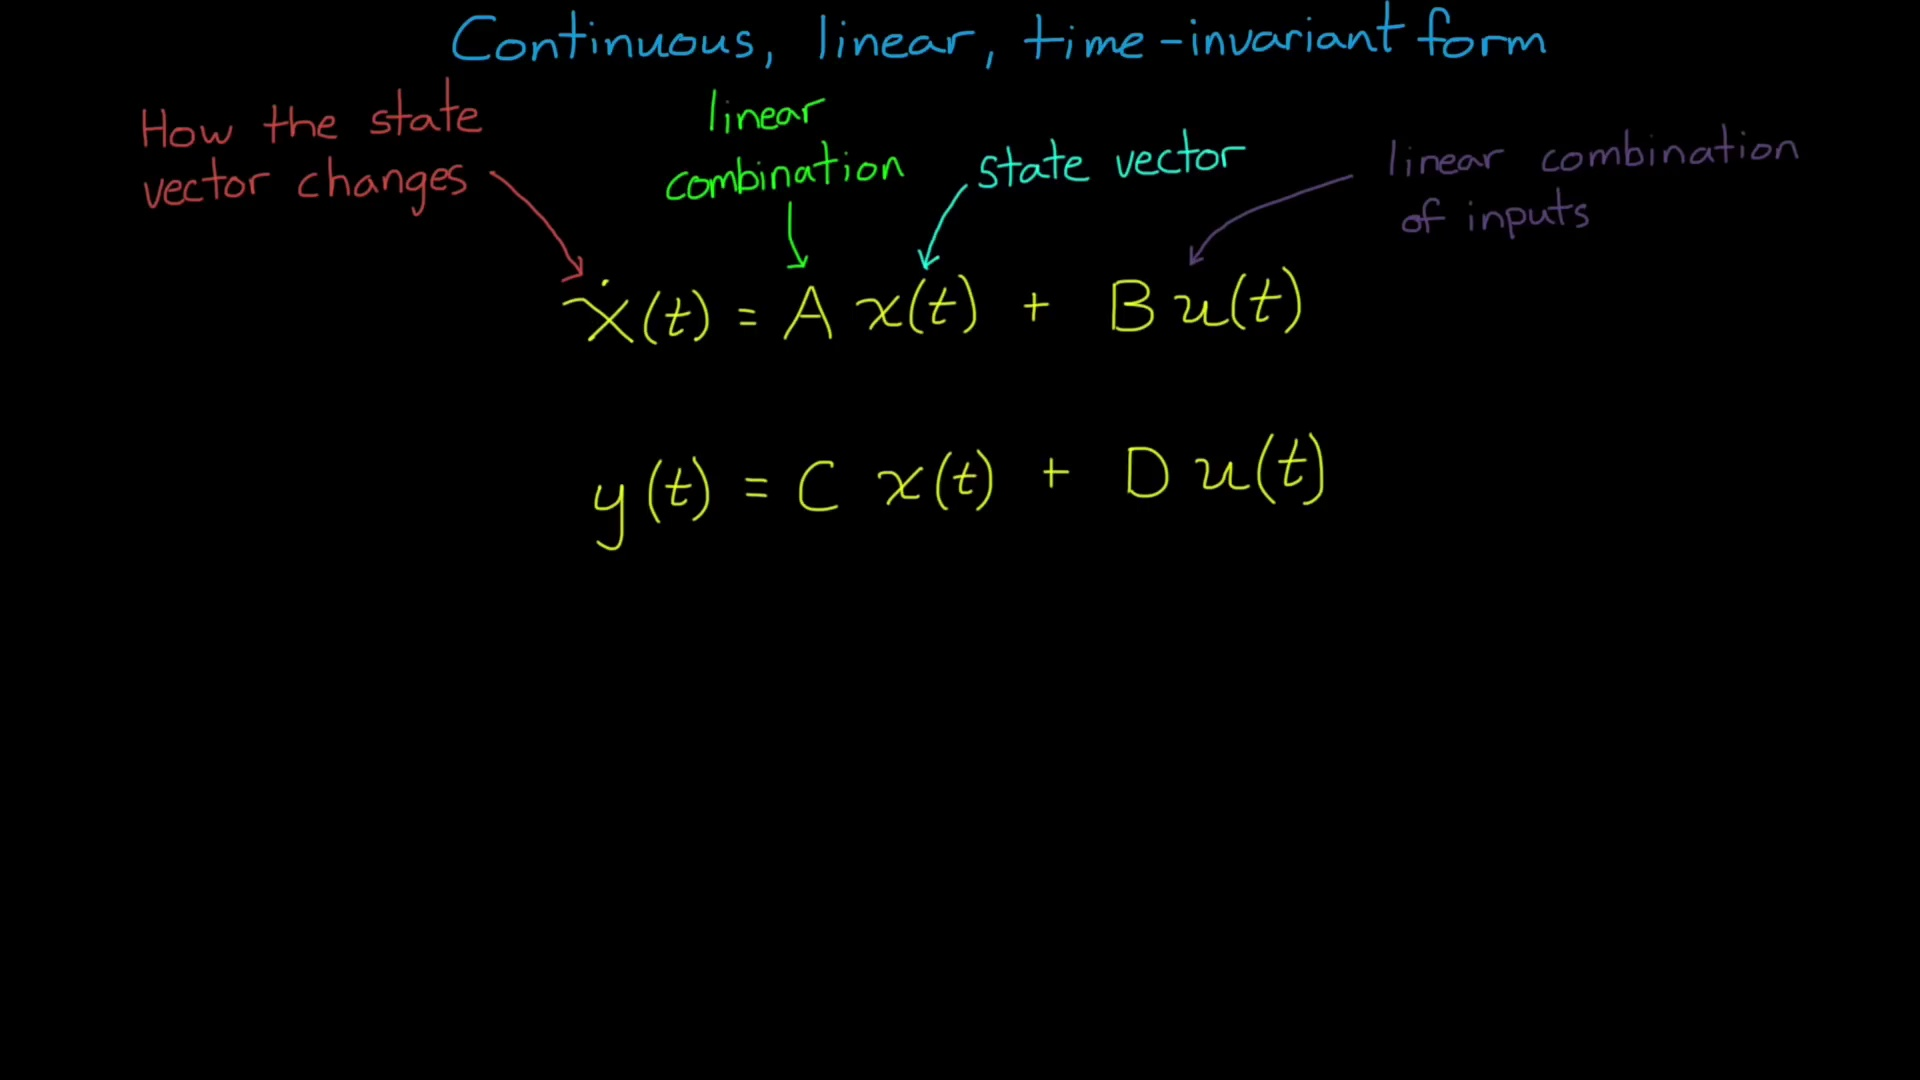 Continuous, linear, time-invariant form
How the state
vector changes
linear
combination
state vector
linear combination
of inputs
ẋ(t) = A x(t) + B u(t)
y(t) = C x(t) + D u(t)